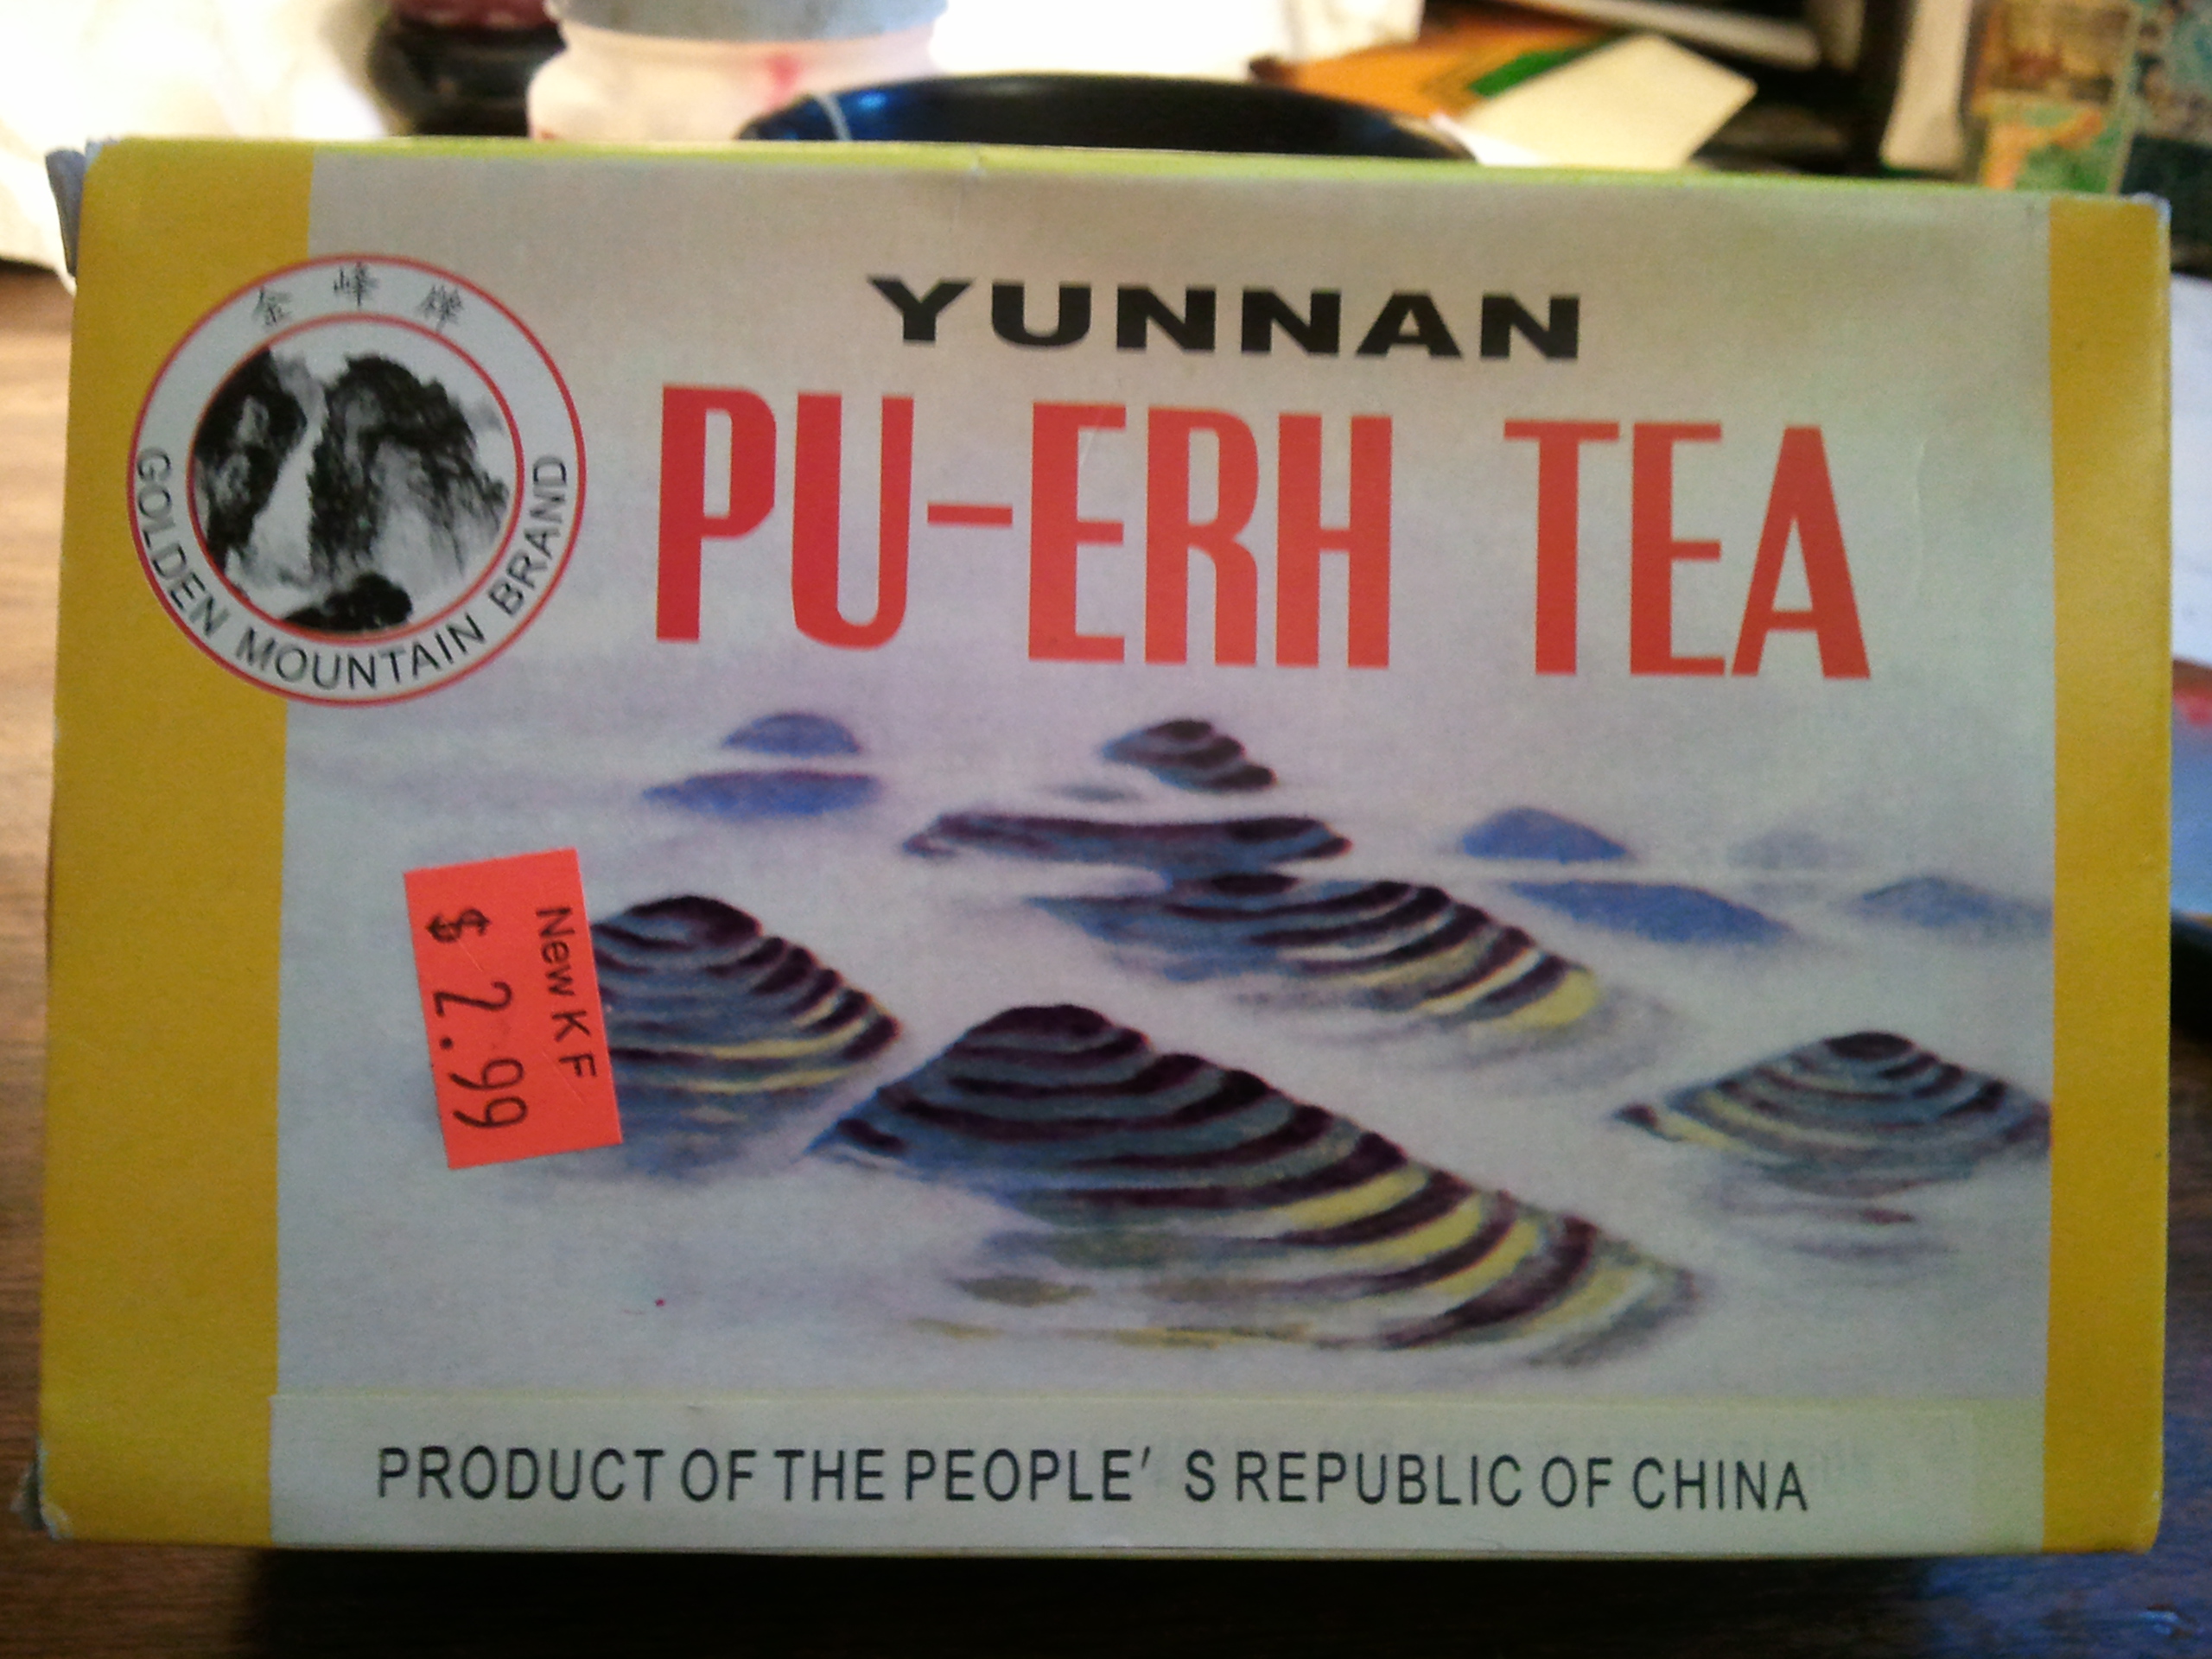 金峰牌
GOLDEN MOUNTAIN BRAND
YUNNAN
PU-ERH TEA
New K F
$ 2.99
PRODUCT OF THE PEOPLE' S REPUBLIC OF CHINA